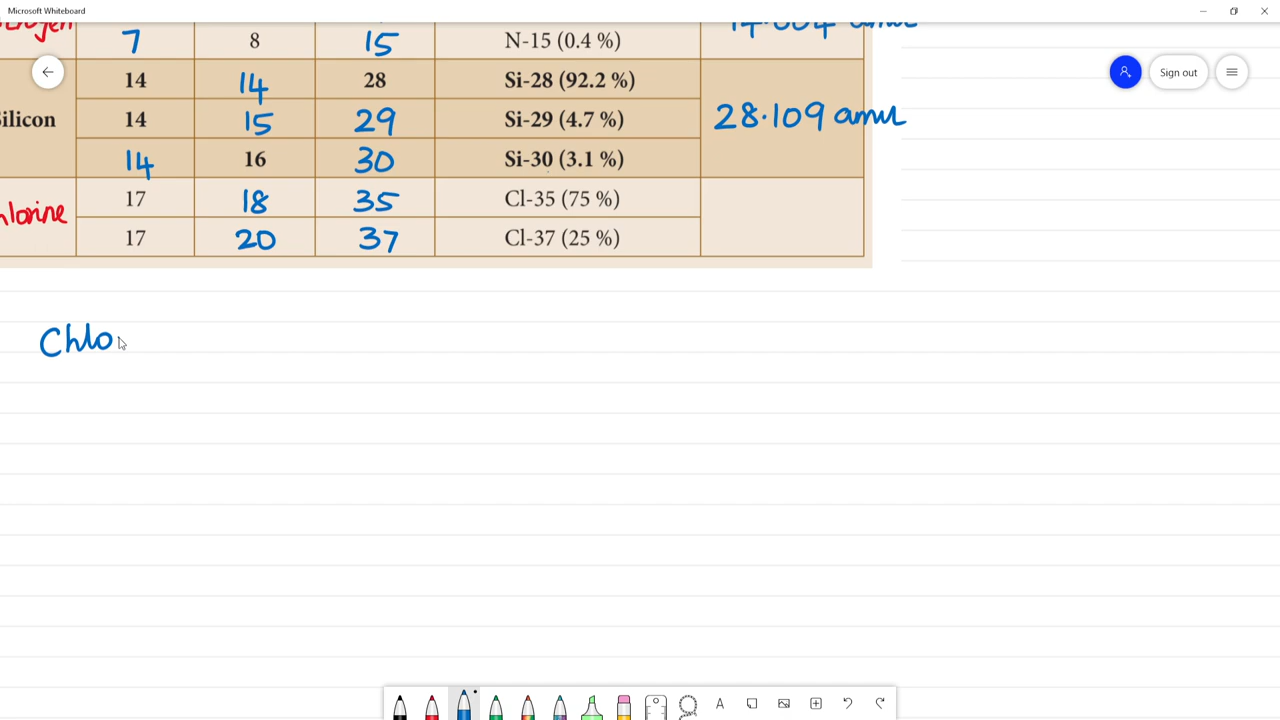 Microsoft Whiteboard
7 8 15 N-15 (0.4 %)
14 14 28 Si-28 (92.2 %)
Sign out
ilicon 14 15 29 Si-29 (4.7 %) 28.109 amu
14 16 30 Si-30 (3.1 %)
17 18 35 Cl-35 (75 %)
hlorine
17 20 37 Cl-37 (25 %)
Chlo
A